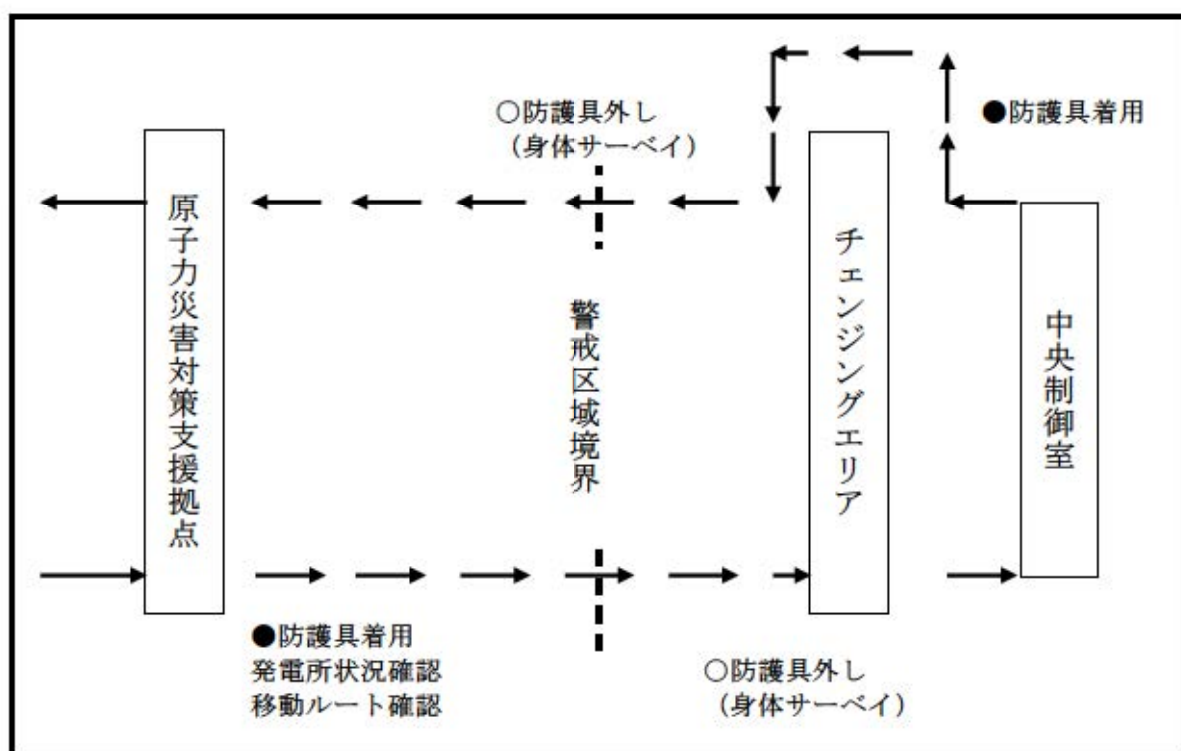 ○防護具外し
（身体サーベイ）
●防護具着用
原子力災害対策支援拠点
警戒区域境界
チェンジングエリア
中央制御室
●防護具着用
発電所状況確認
移動ルート確認
○防護具外し
（身体サーベイ）